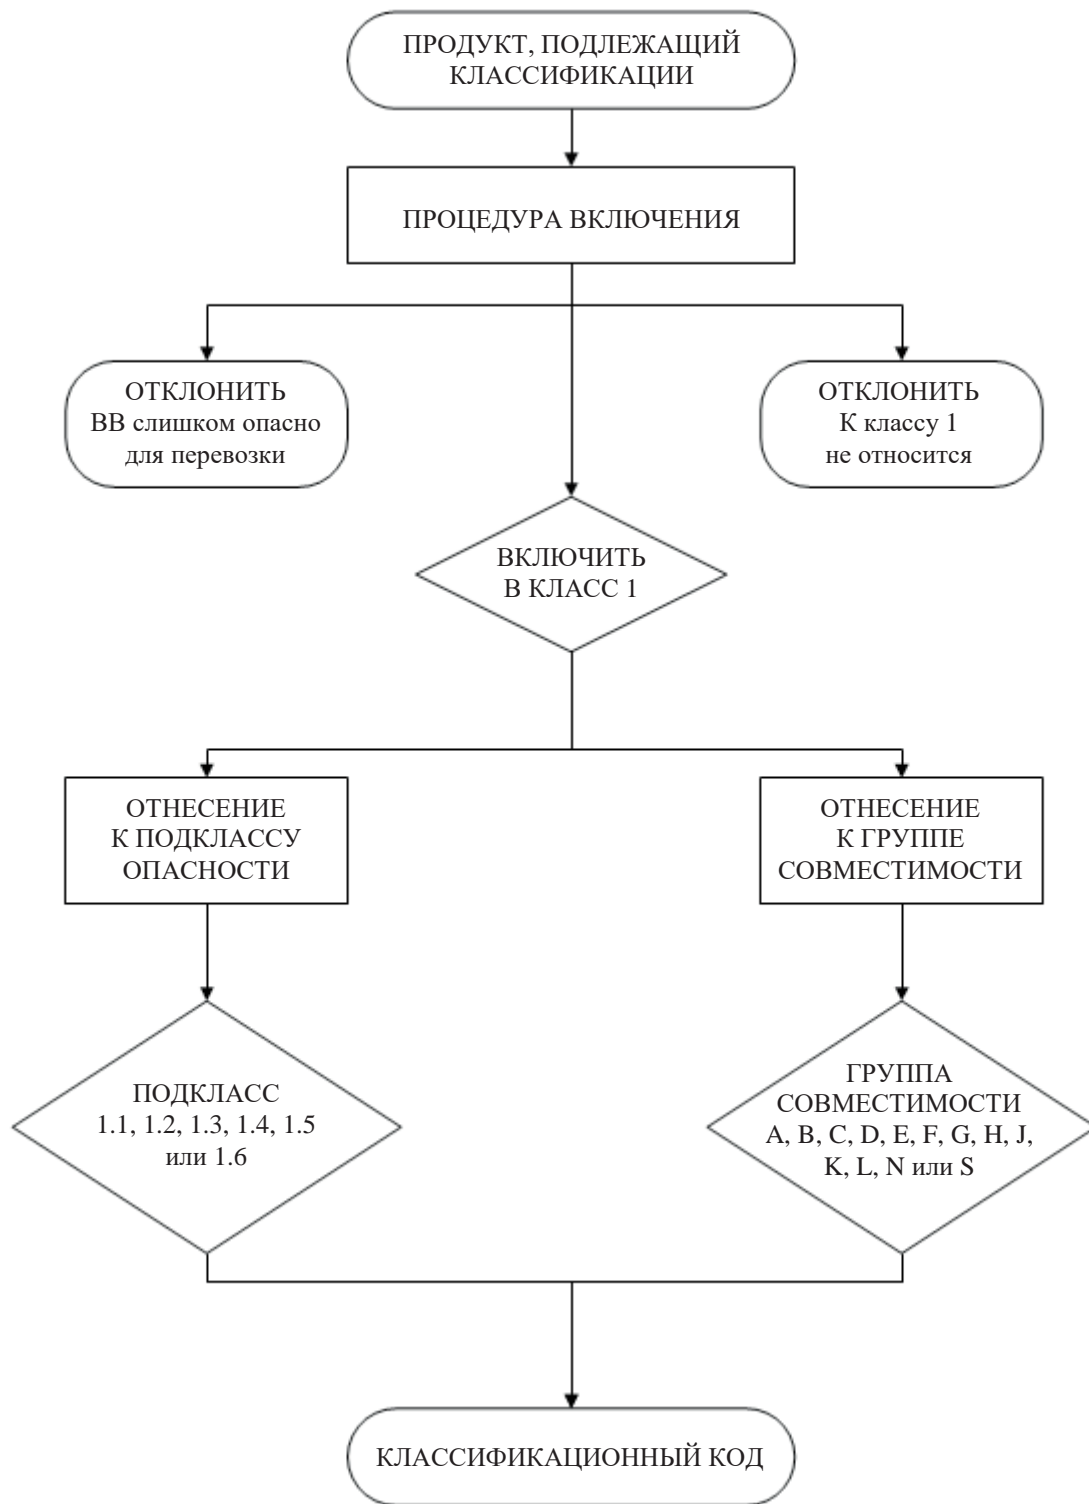 ПРОДУКТ, ПОДЛЕЖАЩИЙ
КЛАССИФИКАЦИИ
ПРОЦЕДУРА ВКЛЮЧЕНИЯ
ОТКЛОНИТЬ
ВВ слишком опасно
для перевозки
ОТКЛОНИТЬ
К классу 1
не относится
ВКЛЮЧИТЬ
В КЛАСС 1
ОТНЕСЕНИЕ
К ПОДКЛАССУ
ОПАСНОСТИ
ОТНЕСЕНИЕ
К ГРУППЕ
СОВМЕСТИМОСТИ
ПОДКЛАСС
1.1, 1.2, 1.3, 1.4, 1.5
или 1.6
ГРУППА
СОВМЕСТИМОСТИ
A, B, C, D, E, F, G, H, J,
K, L, N или S
КЛАССИФИКАЦИОННЫЙ КОД